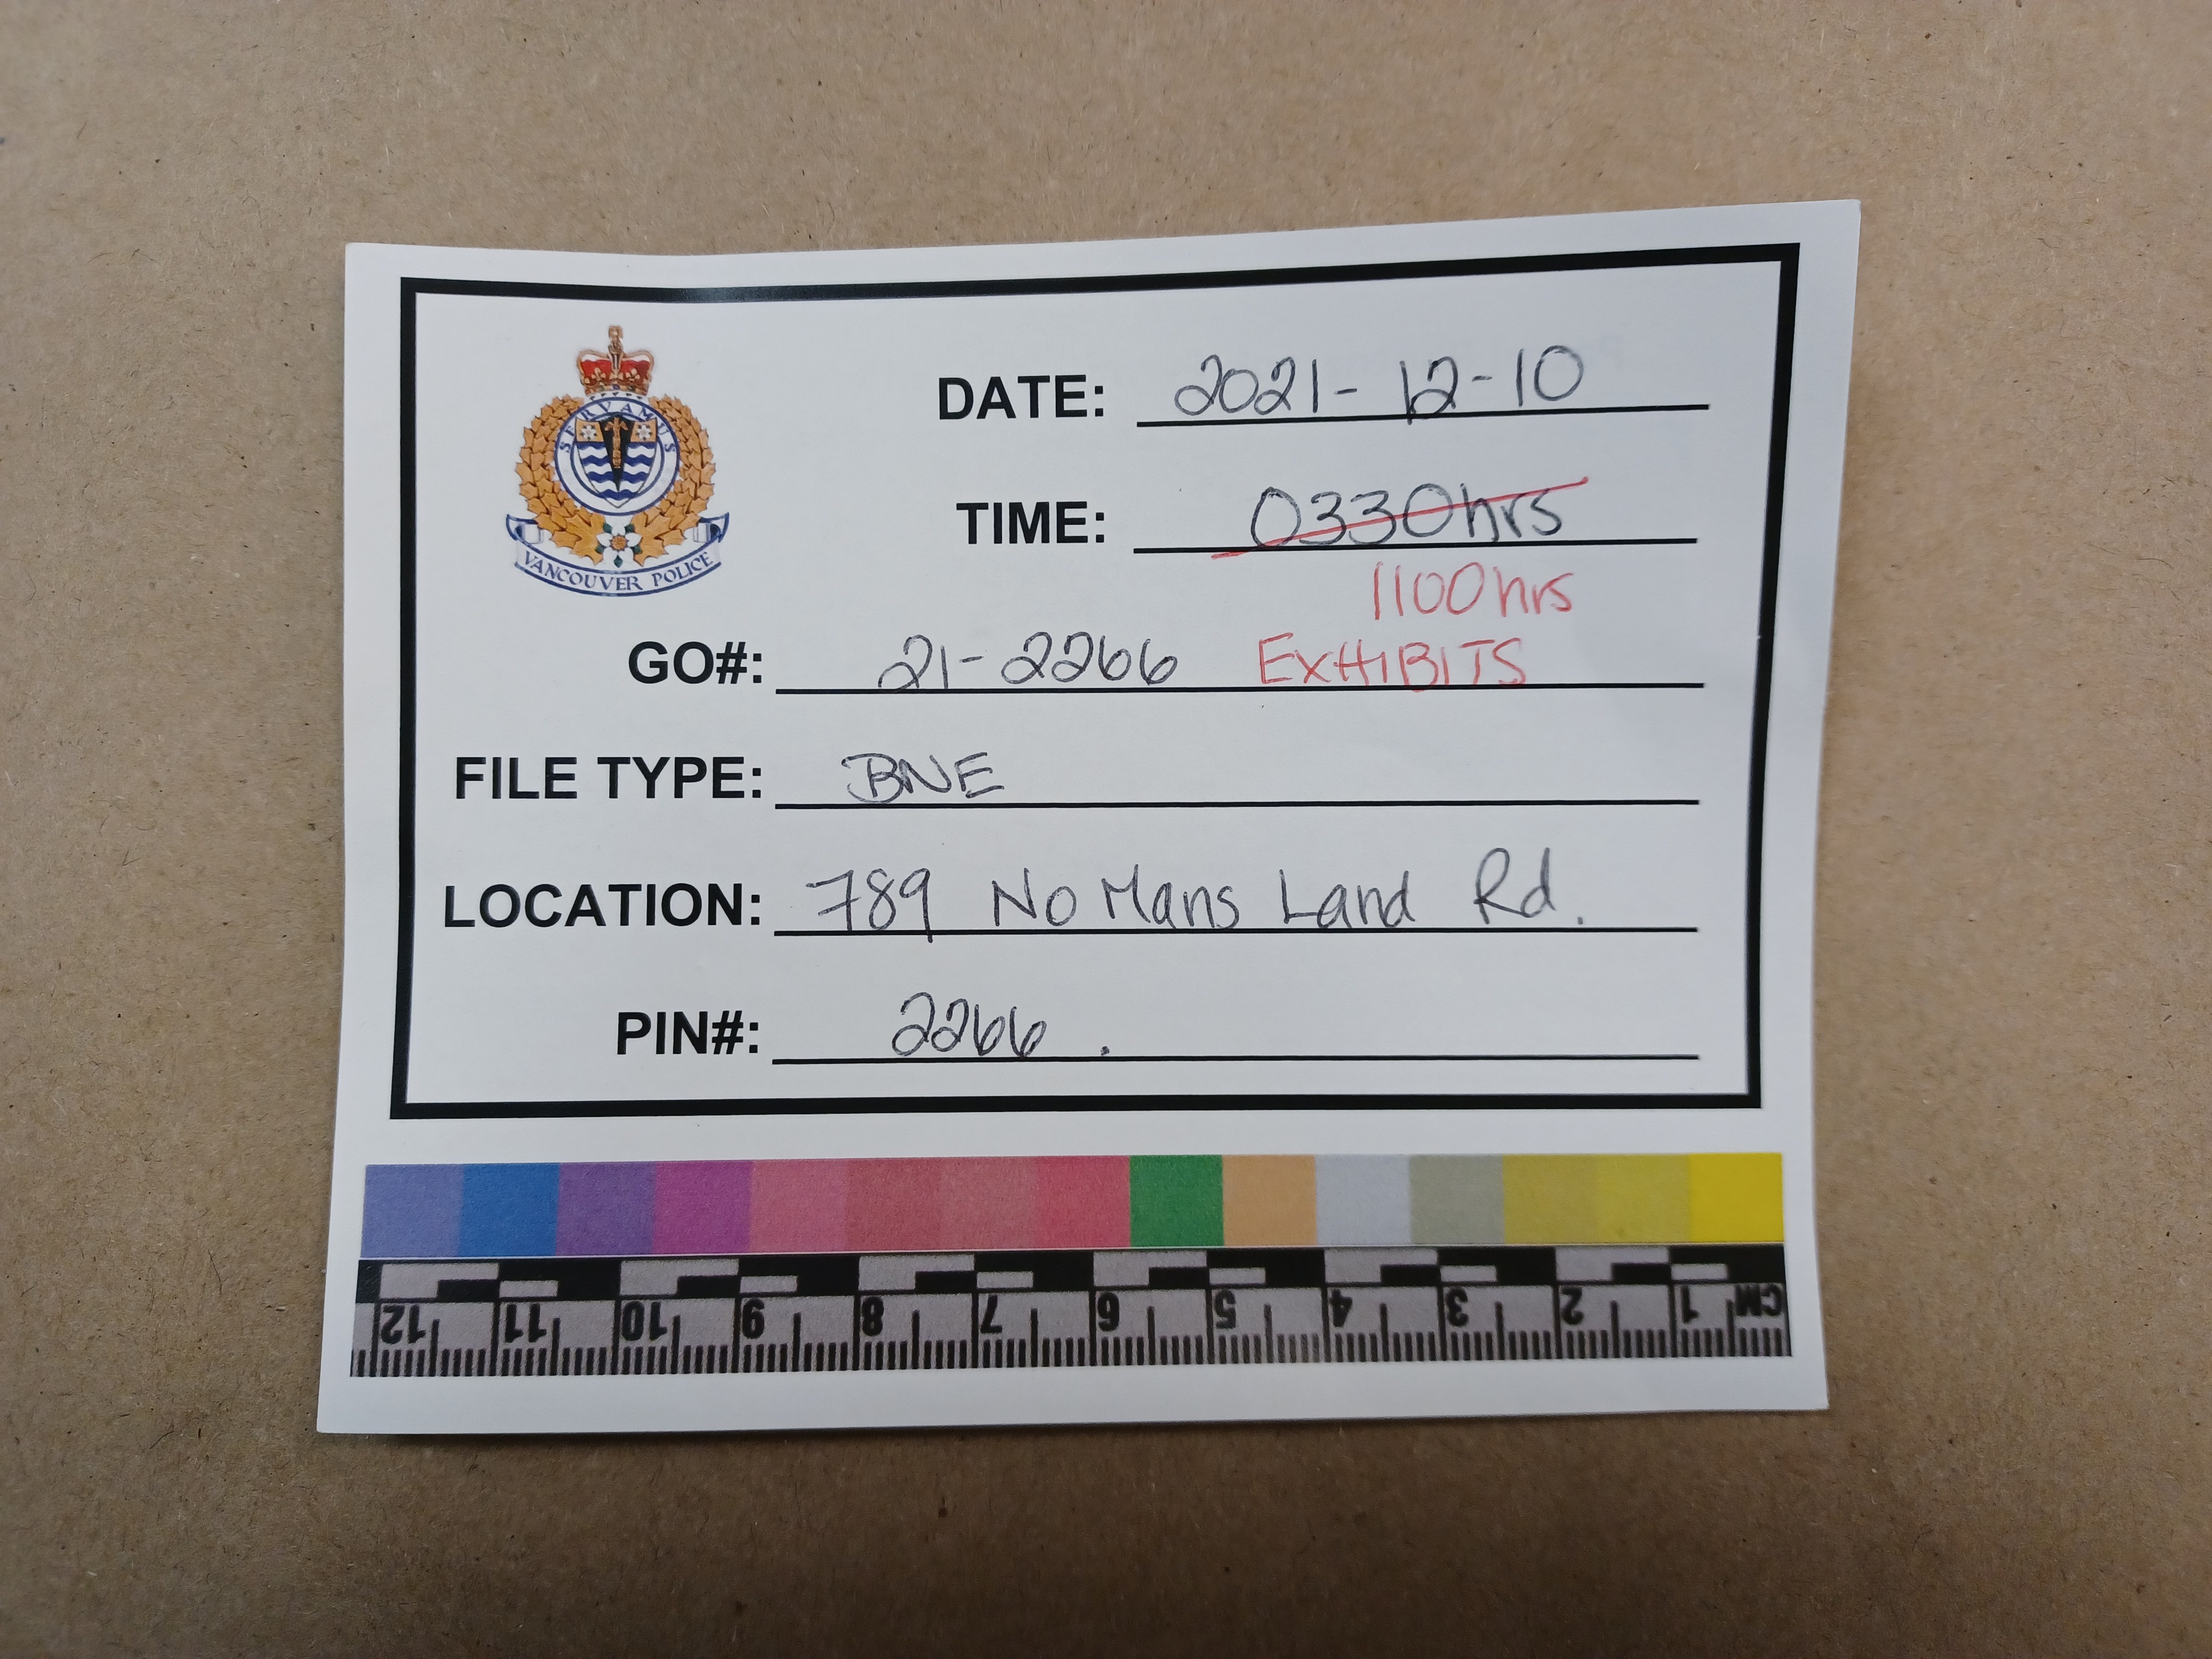 SERVAMUS
VANCOUVER POLICE
DATE: 2021-12-10
TIME: 0330hrs
1100hrs
GO#: 21-2266 EXHIBITS
FILE TYPE: BNE
LOCATION: 789 No Mans Land Rd.
PIN#: 2266.
12 11 10 9 8 7 6 5 4 3 2 1 CM